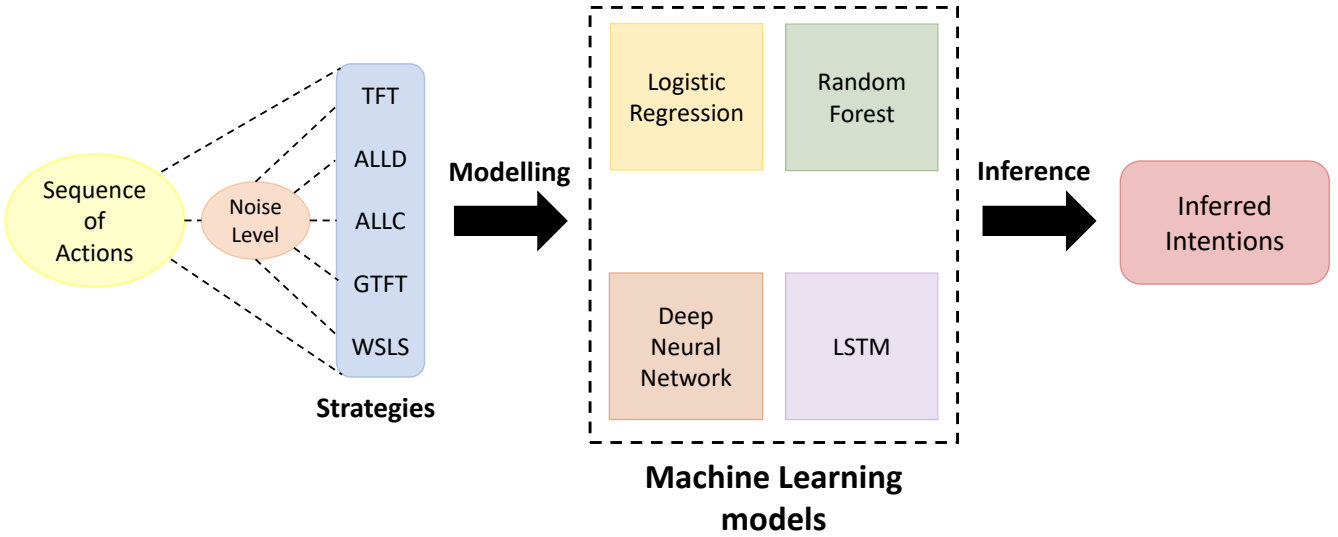 Sequence
of
Actions
Noise
Level
TFT
ALLD
ALLC
GTFT
WSLS
Strategies
Modelling
Logistic
Regression
Random
Forest
Deep
Neural
Network
LSTM
Machine Learning
models
Inference
Inferred
Intentions